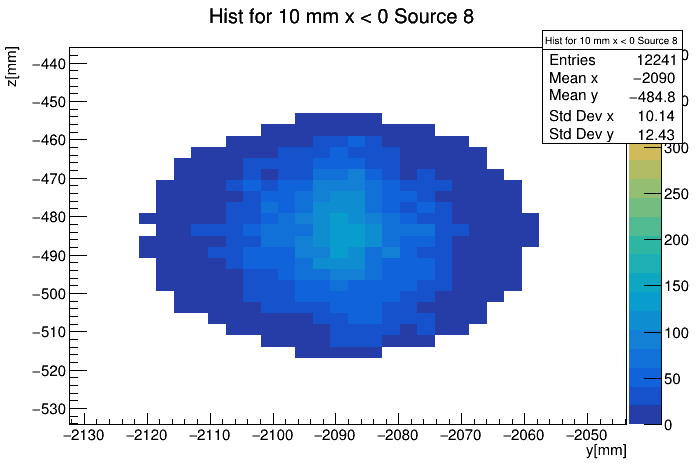 Hist for 10 mm x < 0 Source 8
z[mm]
−440
−450
−460
−470
−480
−490
−500
−510
−520
−530
−2130
−2120
−2110
−2100
−2090
−2080
−2070
−2060
−2050
y[mm]
Hist for 10 mm x < 0 Source 8
Entries 12241
Mean x −2090
Mean y −484.8
Std Dev x 10.14
Std Dev y 12.43
300
250
200
150
100
50
0